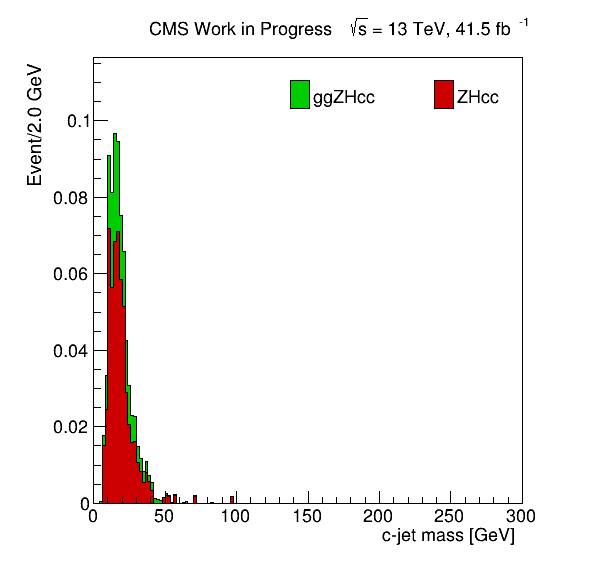 CMS Work in Progress √s = 13 TeV, 41.5 fb⁻¹
Event/2.0 GeV
ggZHcc ZHcc
0.1
0.08
0.06
0.04
0.02
0
0 50 100 150 200 250 300
c-jet mass [GeV]